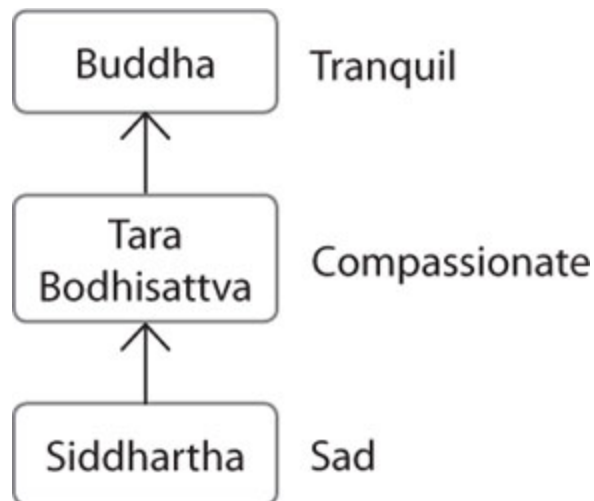 Buddha
Tranquil
Tara
Bodhisattva
Compassionate
Siddhartha
Sad